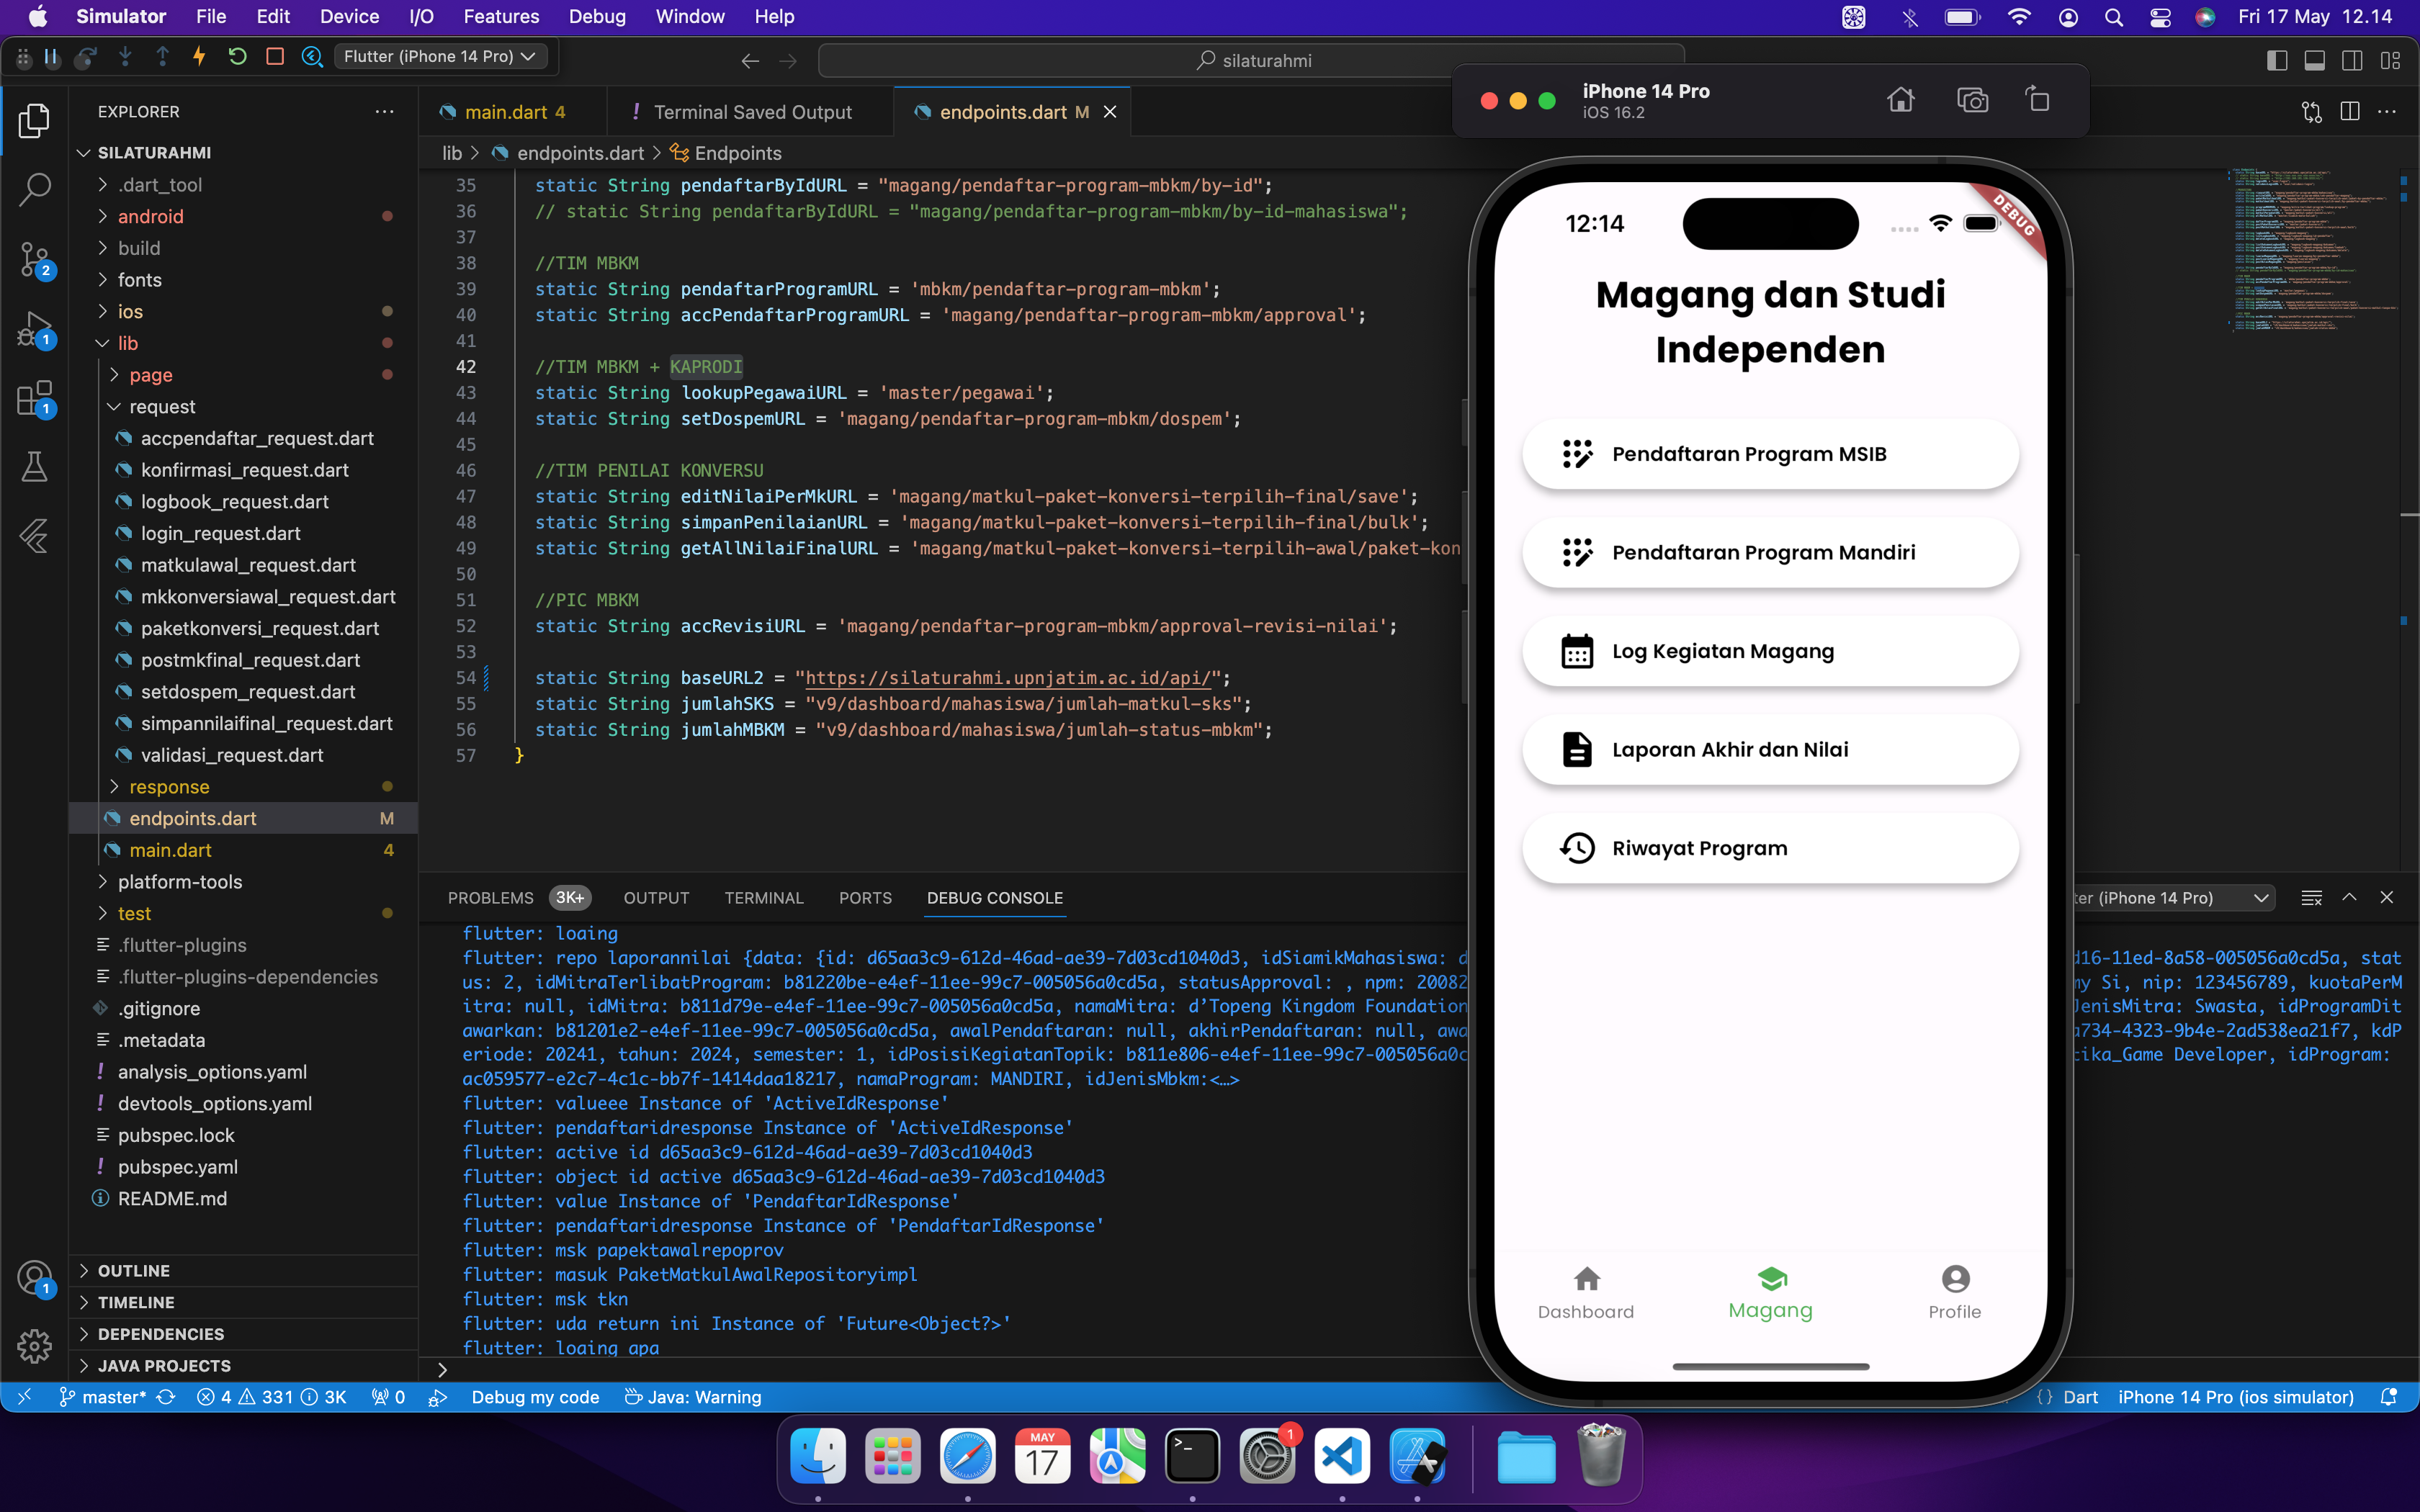 Simulator File Edit Device I/O Features Debug Window Help Fri 17 May 12.14
Flutter (iPhone 14 Pro)
silaturahmi
EXPLORER
SILATURAHMI
.dart_tool
android
build
fonts
ios
lib
page
request
accpendaftar_request.dart
konfirmasi_request.dart
logbook_request.dart
login_request.dart
matkulawal_request.dart
mkkonversiawal_request.dart
paketkonversi_request.dart
postmkfinal_request.dart
setdospem_request.dart
simpannilaifinal_request.dart
validasi_request.dart
response
endpoints.dart M
main.dart 4
platform-tools
test
.flutter-plugins
.flutter-plugins-dependencies
.gitignore
.metadata
analysis_options.yaml
devtools_options.yaml
pubspec.lock
pubspec.yaml
README.md
OUTLINE
TIMELINE
DEPENDENCIES
JAVA PROJECTS
2
1
1
1
main.dart 4 ! Terminal Saved Output endpoints.dart M
lib > endpoints.dart > Endpoints
35 static String pendaftarByIdURL = "magang/pendaftar-program-mbkm/by-id";
36 // static String pendaftarByIdURL = "magang/pendaftar-program-mbkm/by-id-mahasiswa";
37
38 //TIM MBKM
39 static String pendaftarProgramURL = 'mbkm/pendaftar-program-mbkm';
40 static String accPendaftarProgramURL = 'magang/pendaftar-program-mbkm/approval';
41
42 //TIM MBKM + KAPRODI
43 static String lookupPegawaiURL = 'master/pegawai';
44 static String setDospemURL = 'magang/pendaftar-program-mbkm/dospem';
45
46 //TIM PENILAI KONVERSU
47 static String editNilaiPerMkURL = 'magang/matkul-paket-konversi-terpilih-final/save';
48 static String simpanPenilaianURL = 'magang/matkul-paket-konversi-terpilih-final/bulk';
49 static String getAllNilaiFinalURL = 'magang/matkul-paket-konversi-terpilih-awal/paket-kon
50
51 //PIC MBKM
52 static String accRevisiURL = 'magang/pendaftar-program-mbkm/approval-revisi-nilai';
53
54 static String baseURL2 = "https://silaturahmi.upnjatim.ac.id/api/";
55 static String jumlahSKS = "v9/dashboard/mahasiswa/jumlah-matkul-sks";
56 static String jumlahMBKM = "v9/dashboard/mahasiswa/jumlah-status-mbkm";
57 }
PROBLEMS 3K+ OUTPUT TERMINAL PORTS DEBUG CONSOLE ter (iPhone 14 Pro)
flutter: loaing
flutter: repo laporannilai {data: {id: d65aa3c9-612d-46ad-ae39-7d03cd1040d3, idSiamikMahasiswa: d d16-11ed-8a58-005056a0cd5a, stat
us: 2, idMitraTerlibatProgram: b81220be-e4ef-11ee-99c7-005056a0cd5a, statusApproval: , npm: 20082 my Si, nip: 123456789, kuotaPerM
itra: null, idMitra: b811d79e-e4ef-11ee-99c7-005056a0cd5a, namaMitra: d’Topeng Kingdom Foundation JenisMitra: Swasta, idProgramDit
awarkan: b81201e2-e4ef-11ee-99c7-005056a0cd5a, awalPendaftaran: null, akhirPendaftaran: null, awa a734-4323-9b4e-2ad538ea21f7, kdP
eriode: 20241, tahun: 2024, semester: 1, idPosisiKegiatanTopik: b811e806-e4ef-11ee-99c7-005056a0c tika_Game Developer, idProgram:
ac059577-e2c7-4c1c-bb7f-1414daa18217, namaProgram: MANDIRI, idJenisMbkm:<…>
flutter: valueee Instance of 'ActiveIdResponse'
flutter: pendaftaridresponse Instance of 'ActiveIdResponse'
flutter: active id d65aa3c9-612d-46ad-ae39-7d03cd1040d3
flutter: object id active d65aa3c9-612d-46ad-ae39-7d03cd1040d3
flutter: value Instance of 'PendaftarIdResponse'
flutter: pendaftaridresponse Instance of 'PendaftarIdResponse'
flutter: msk papektawalrepoprov
flutter: masuk PaketMatkulAwalRepositoryimpl
flutter: msk tkn
flutter: uda return ini Instance of 'Future<Object?>'
flutter: loaing apa
iPhone 14 Pro
iOS 16.2
12:14
DEBUG
Magang dan Studi
Independen
Pendaftaran Program MSIB
Pendaftaran Program Mandiri
Log Kegiatan Magang
Laporan Akhir dan Nilai
Riwayat Program
Dashboard Magang Profile
master* 4 331 3K 0 Debug my code Java: Warning {} Dart iPhone 14 Pro (ios simulator)
MAY
17
1